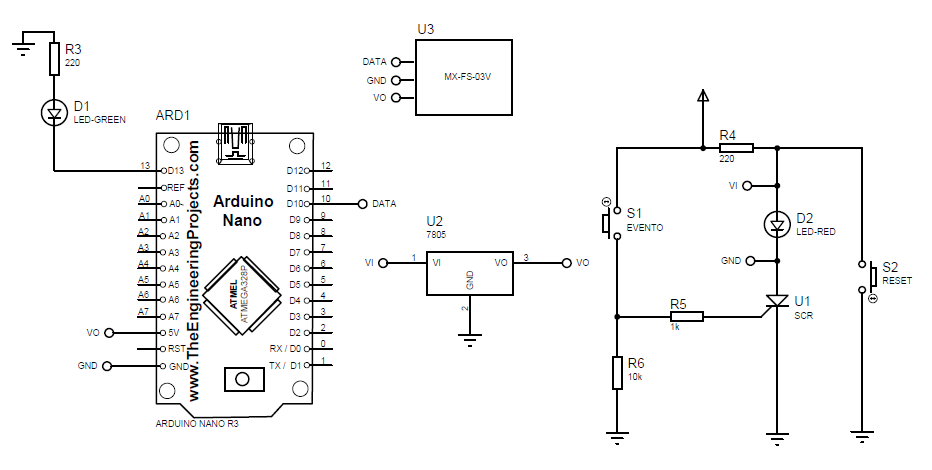 R3
220
D1
LED-GREEN
U3
MX-FS-03V
DATA
GND
VO
ARD1
www.TheEngineeringProjects.com
Arduino
Nano
ATMEL
ATMEGA328P
13 D13
REF
A0 A0
A1 A1
A2 A2
A3 A3
A4 A4
A5 A5
A6 A6
A7 A7
VO 5V
RST
GND GND
D12 12
D11 11
D10 10 DATA
D9 9
D8 8
D7 7
D6 6
D5 5
D4 4
D3 3
D2 2
RX / D0 0
TX / D1 1
ARDUINO NANO R3
U2
7805
VI 1 VI VO 3 VO
GND
2
R4
220
VI
S1
EVENTO
D2
LED-RED
GND
S2
RESET
U1
SCR
R5
1k
R6
10k